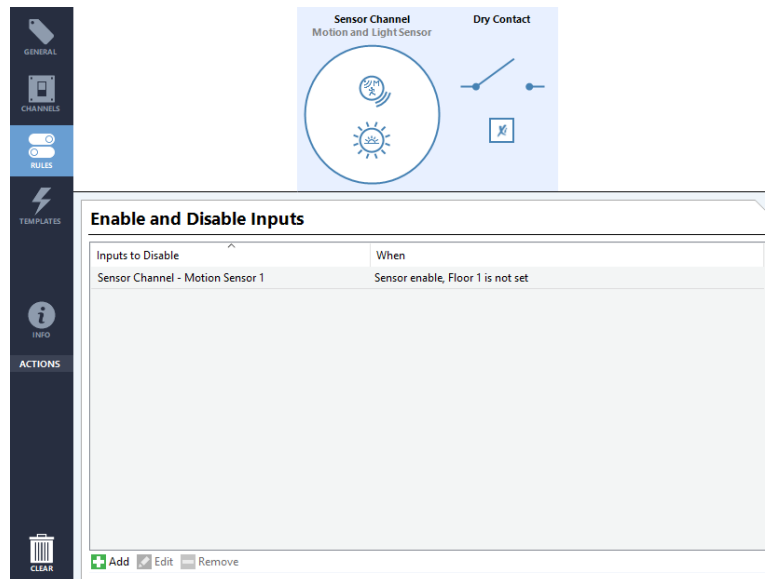 GENERAL
CHANNELS
RULES
TEMPLATES
INFO
ACTIONS
CLEAR
Sensor Channel
Motion and Light Sensor
Dry Contact
Enable and Disable Inputs
Inputs to Disable When
Sensor Channel - Motion Sensor 1 Sensor enable, Floor 1 is not set
Add Edit Remove